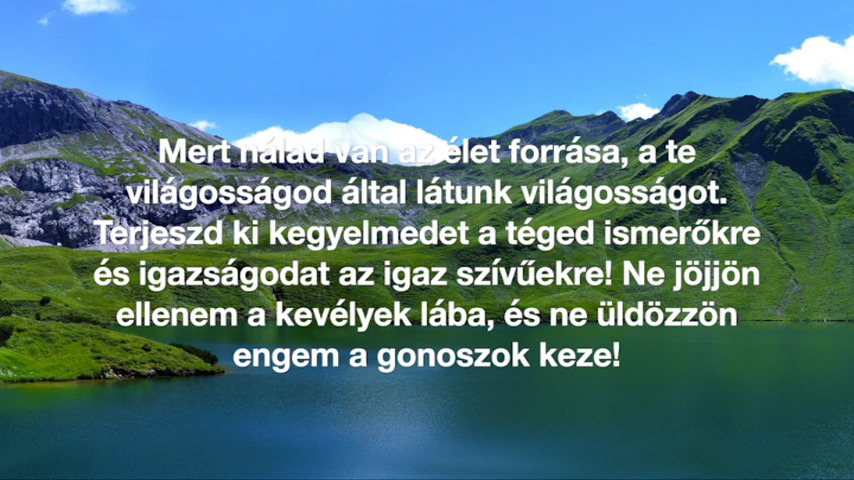 Mert nálad van az élet forrása, a te
világosságod által látunk világosságot.
Terjeszd ki kegyelmedet a téged ismerőkre
és igazságodat az igaz szívűekre! Ne jöjjön
ellenem a kevélyek lába, és ne üldözzön
engem a gonoszok keze!